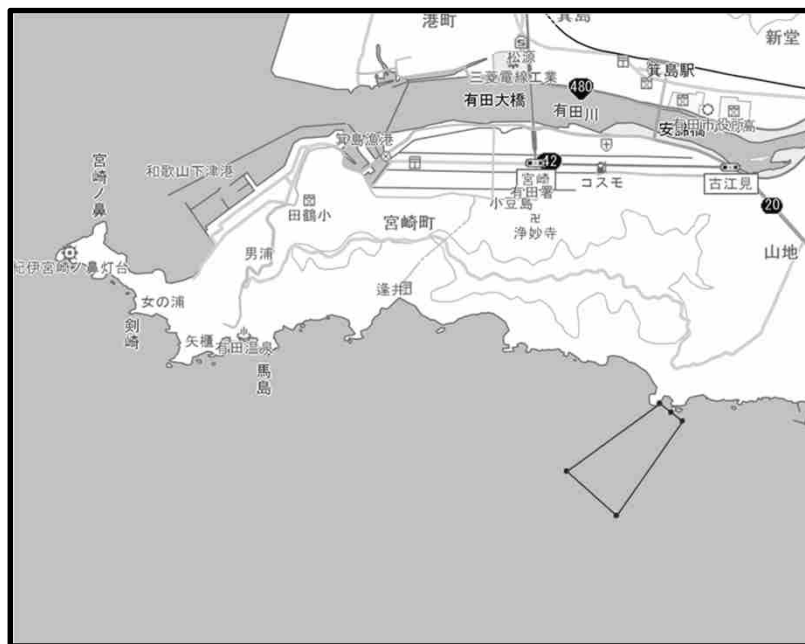 港町
箕島
新堂
松源
箕島駅
三菱電線工業
480
有田大橋
有田川
有田市役所
安諦橋
箕島漁港
宮崎ノ鼻
和歌山下津港
42
宮崎
有田署
コスモ
古江見
20
小豆島
田鶴小
宮崎町
浄妙寺
山地
男浦
紀伊宮崎ノ鼻灯台
逢井
女の浦
剣崎
矢櫃
有田温泉
馬島